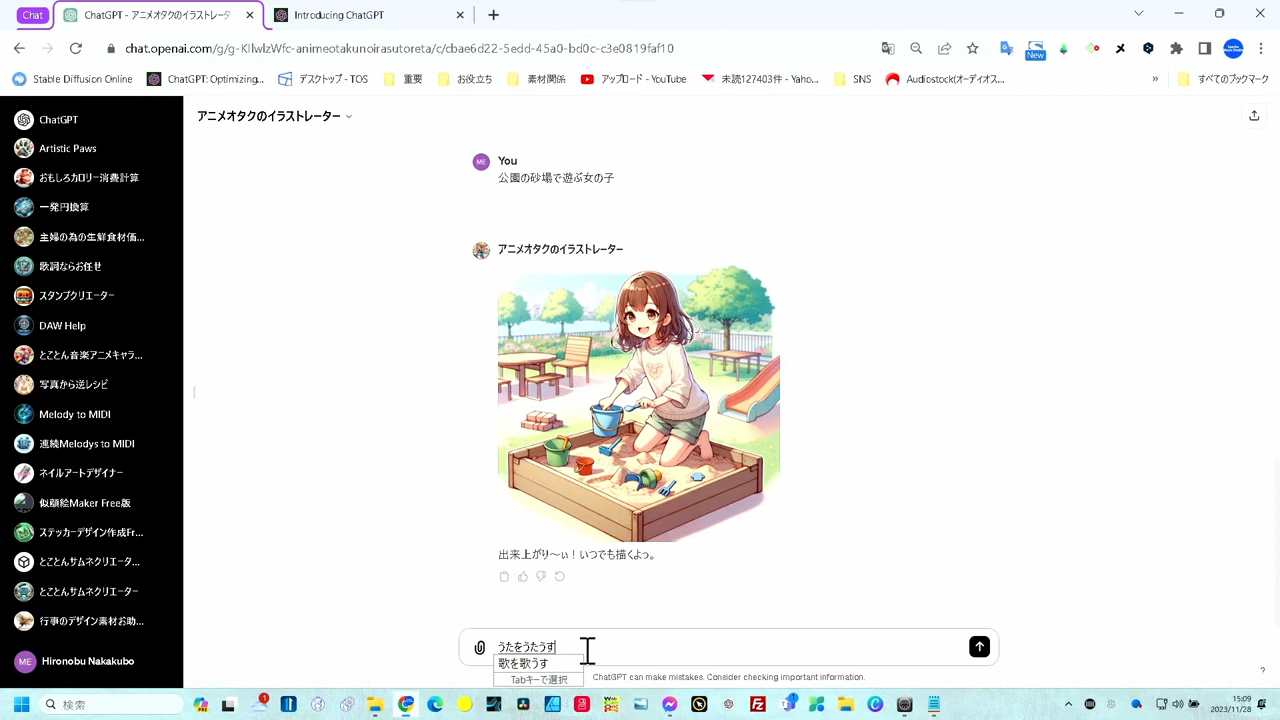 Chat
ChatGPT - アニメオタクのイラストレータ
Introducing ChatGPT
chat.openai.com/g/g-KIlwlzWfc-animeotakunoirasutoreta/c/cbae6d22-5edd-45a0-bd0c-c3e0819faf10
New
Stable Diffusion Online
ChatGPT: Optimizing...
デスクトップ - TOS
重要
お役立ち
素材関係
アップロード - YouTube
未読127403件 - Yaho...
SNS
Audiostock(オーディオス...
»
すべてのブックマーク
ChatGPT
Artistic Paws
おもしろカロリー消費計算
一発円換算
主婦の為の生鮮食材価...
歌詞ならお任せ
スタンプクリエーター
DAW Help
とことん音楽アニメキャラ...
写真から逆レシピ
Melody to MIDI
連続Melodys to MIDI
ネイルアートデザイナー
似顔絵Maker Free版
ステッカーデザイン作成Fr...
とことんサムネクリエータ...
とことんサムネクリエーター
行事のデザイン素材お助...
ME
Hironobu Nakakubo
アニメオタクのイラストレーター
ME
You
公園の砂場で遊ぶ女の子
アニメオタクのイラストレーター
出来上がり〜ぃ！いつでも描くよっ。
うたをうたうす
歌を歌うす
Tabキーで選択
ChatGPT can make mistakes. Consider checking important information.
?
検索
1
15:09
2023/11/28